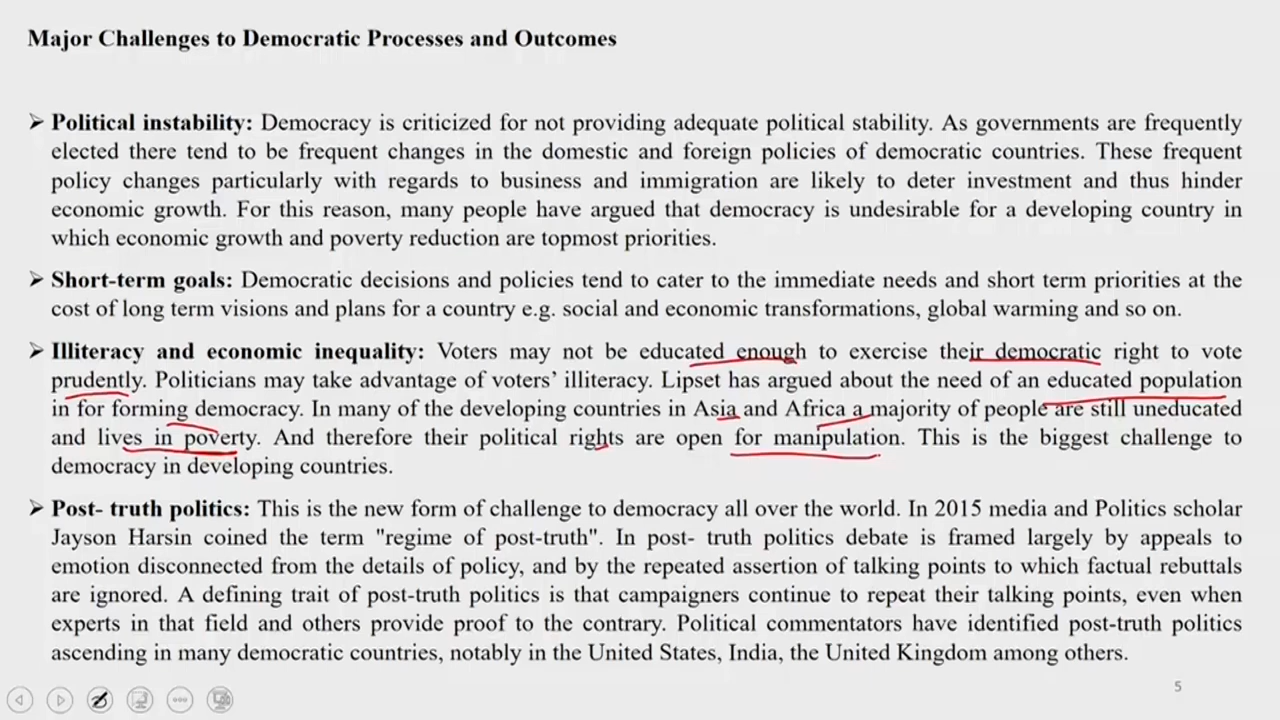 Major Challenges to Democratic Processes and Outcomes
➢ Political instability: Democracy is criticized for not providing adequate political stability. As governments are frequently
elected there tend to be frequent changes in the domestic and foreign policies of democratic countries. These frequent
policy changes particularly with regards to business and immigration are likely to deter investment and thus hinder
economic growth. For this reason, many people have argued that democracy is undesirable for a developing country in
which economic growth and poverty reduction are topmost priorities.
➢ Short-term goals: Democratic decisions and policies tend to cater to the immediate needs and short term priorities at the
cost of long term visions and plans for a country e.g. social and economic transformations, global warming and so on.
➢ Illiteracy and economic inequality: Voters may not be educated enough to exercise their democratic right to vote
prudently. Politicians may take advantage of voters’ illiteracy. Lipset has argued about the need of an educated population
in for forming democracy. In many of the developing countries in Asia and Africa a majority of people are still uneducated
and lives in poverty. And therefore their political rights are open for manipulation. This is the biggest challenge to
democracy in developing countries.
➢ Post- truth politics: This is the new form of challenge to democracy all over the world. In 2015 media and Politics scholar
Jayson Harsin coined the term "regime of post-truth". In post- truth politics debate is framed largely by appeals to
emotion disconnected from the details of policy, and by the repeated assertion of talking points to which factual rebuttals
are ignored. A defining trait of post-truth politics is that campaigners continue to repeat their talking points, even when
experts in that field and others provide proof to the contrary. Political commentators have identified post-truth politics
ascending in many democratic countries, notably in the United States, India, the United Kingdom among others.
5